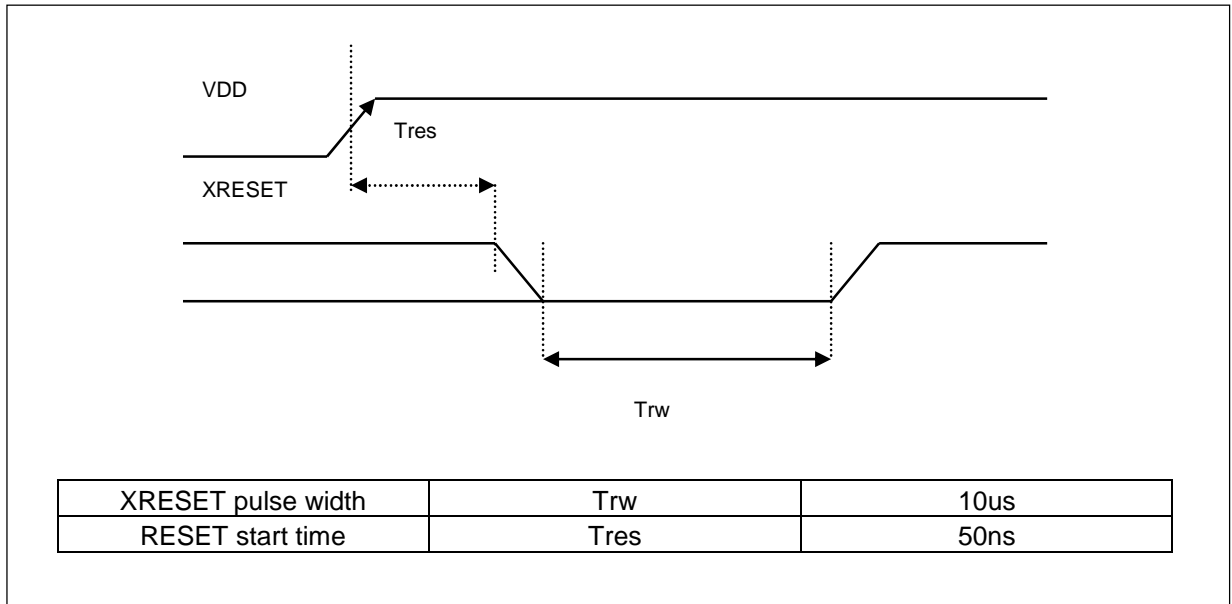 VDD
Tres
XRESET
Trw
XRESET pulse width Trw 10us
RESET start time Tres 50ns